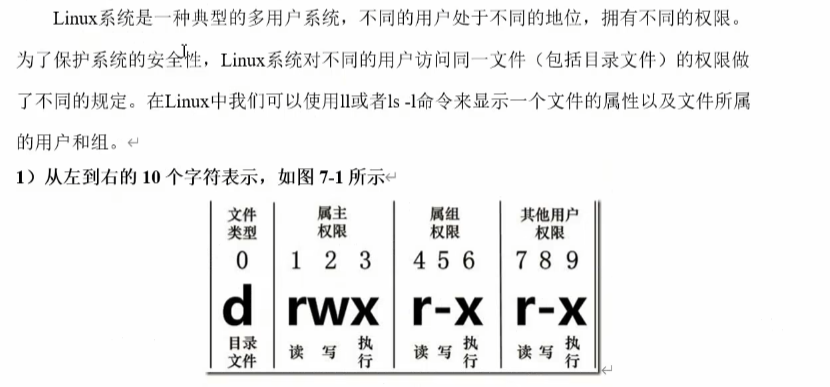 Linux系统是一种典型的多用户系统，不同的用户处于不同的地位，拥有不同的权限。
为了保护系统的安全性，Linux系统对不同的用户访问同一文件（包括目录文件）的权限做
了不同的规定。在Linux中我们可以使用ll或者ls -l命令来显示一个文件的属性以及文件所属
的用户和组。
1）从左到右的 10 个字符表示，如图 7-1 所示
文件 属主 属组 其他用户
类型 权限 权限 权限
0 1 2 3 4 5 6 7 8 9
d rwx r-x r-x
目录 读 写 执 读 写 执 读 写 执
文件 行 行 行